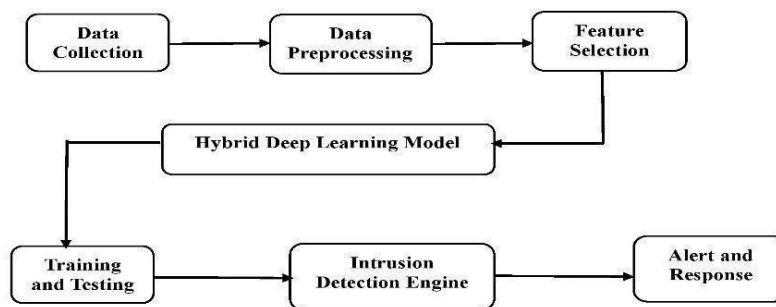 Data
Collection
Data
Preprocessing
Feature
Selection
Hybrid Deep Learning Model
Training
and Testing
Intrusion
Detection Engine
Alert and
Response